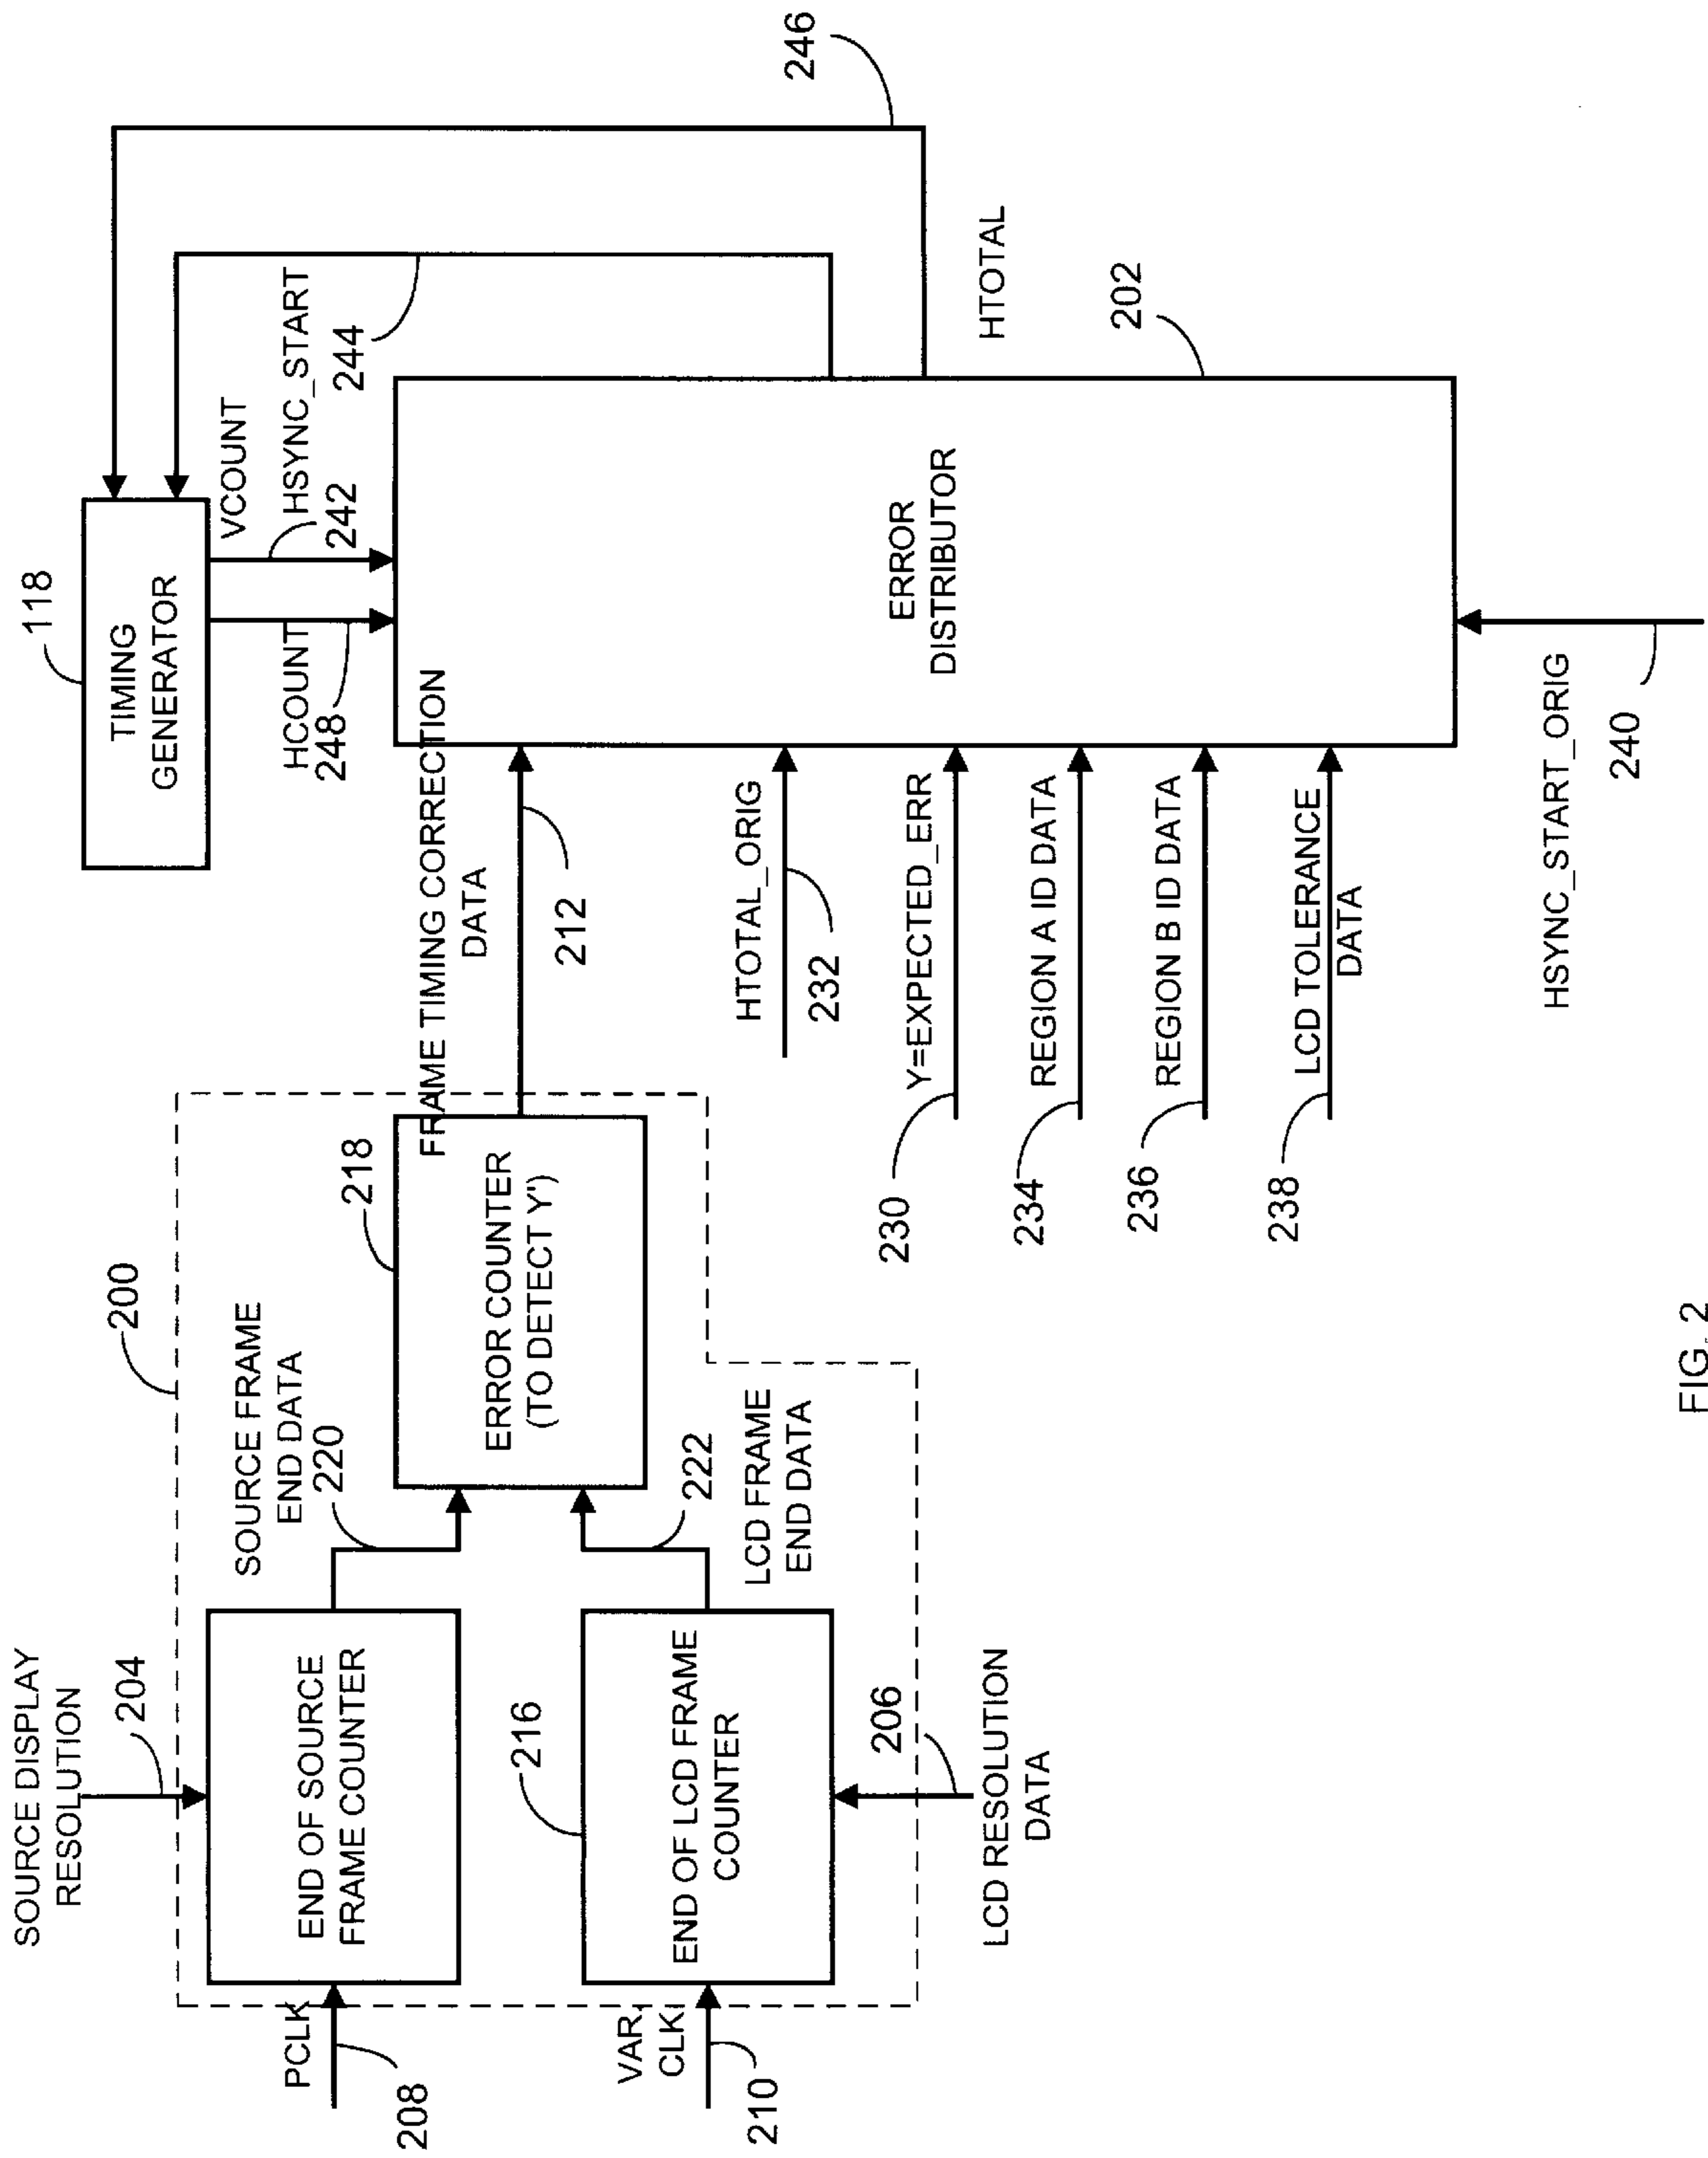 SOURCE DISPLAY
RESOLUTION
204
200
PCLK
208
END OF SOURCE
FRAME COUNTER
SOURCE FRAME
END DATA
220
VAR.
CLK
210
216
END OF LCD FRAME
COUNTER
222
LCD FRAME
END DATA
206
LCD RESOLUTION
DATA
218
ERROR COUNTER
(TO DETECT Y')
FRAME TIMING CORRECTION
DATA
212
118
TIMING
GENERATOR
VCOUNT
HSYNC_START
242
HCOUNT
248
244
246
HTOTAL
202
ERROR
DISTRIBUTOR
HTOTAL_ORIG
232
Y=EXPECTED_ERR
230
REGION A ID DATA
234
REGION B ID DATA
236
LCD TOLERANCE
DATA
238
HSYNC_START_ORIG
240
FIG. 2